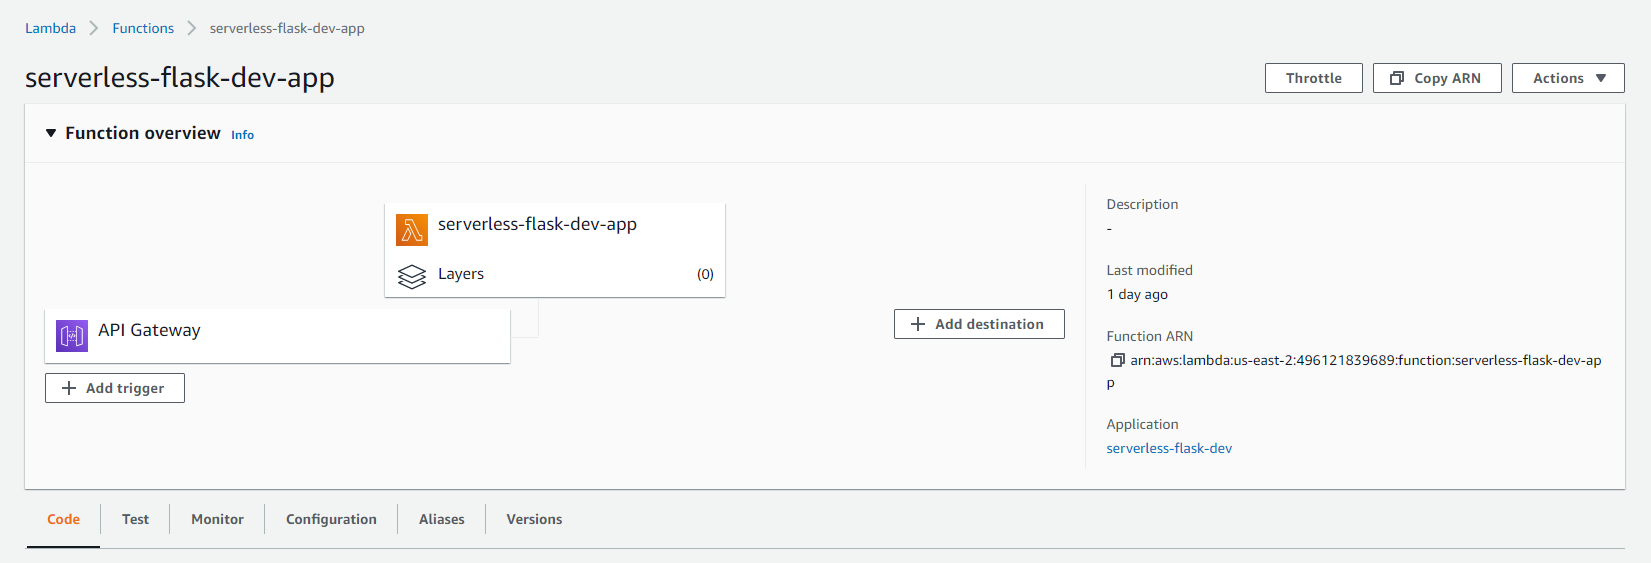 Lambda Functions serverless-flask-dev-app
serverless-flask-dev-app
Throttle Copy ARN Actions
Function overview Info
serverless-flask-dev-app
Layers (0)
API Gateway
Add trigger
Add destination
Description
-
Last modified
1 day ago
Function ARN
arn:aws:lambda:us-east-2:496121839689:function:serverless-flask-dev-ap
p
Application
serverless-flask-dev
Code Test Monitor Configuration Aliases Versions